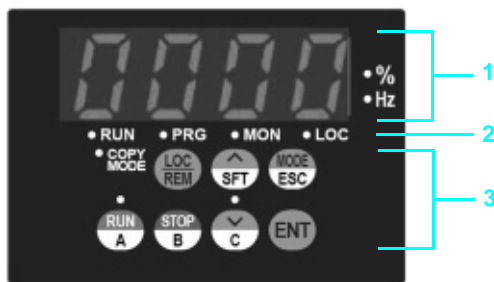 0000
1
• %
• Hz
• RUN • PRG • MON • LOC
2
• COPY MODE
LOC REM
^ SFT
MODE ESC
3
RUN A
STOP B
C
ENT